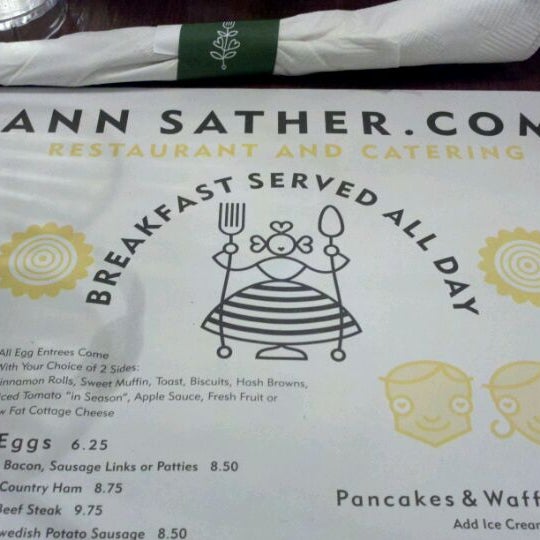 ANN SATHER.COM
RESTAURANT AND CATERING
BREAKFAST SERVED ALL DAY
All Egg Entrees Come
With Your Choice of 2 Sides:
innamon Rolls, Sweet Muffin, Toast, Biscuits, Hash Browns,
iced Tomato "in Season", Apple Sauce, Fresh Fruit or
w Fat Cottage Cheese
Eggs 6.25
Bacon, Sausage Links or Patties 8.50
Country Ham 8.75
Beef Steak 9.75
wedish Potato Sausage 8.50
Pancakes & Waff
Add Ice Crea